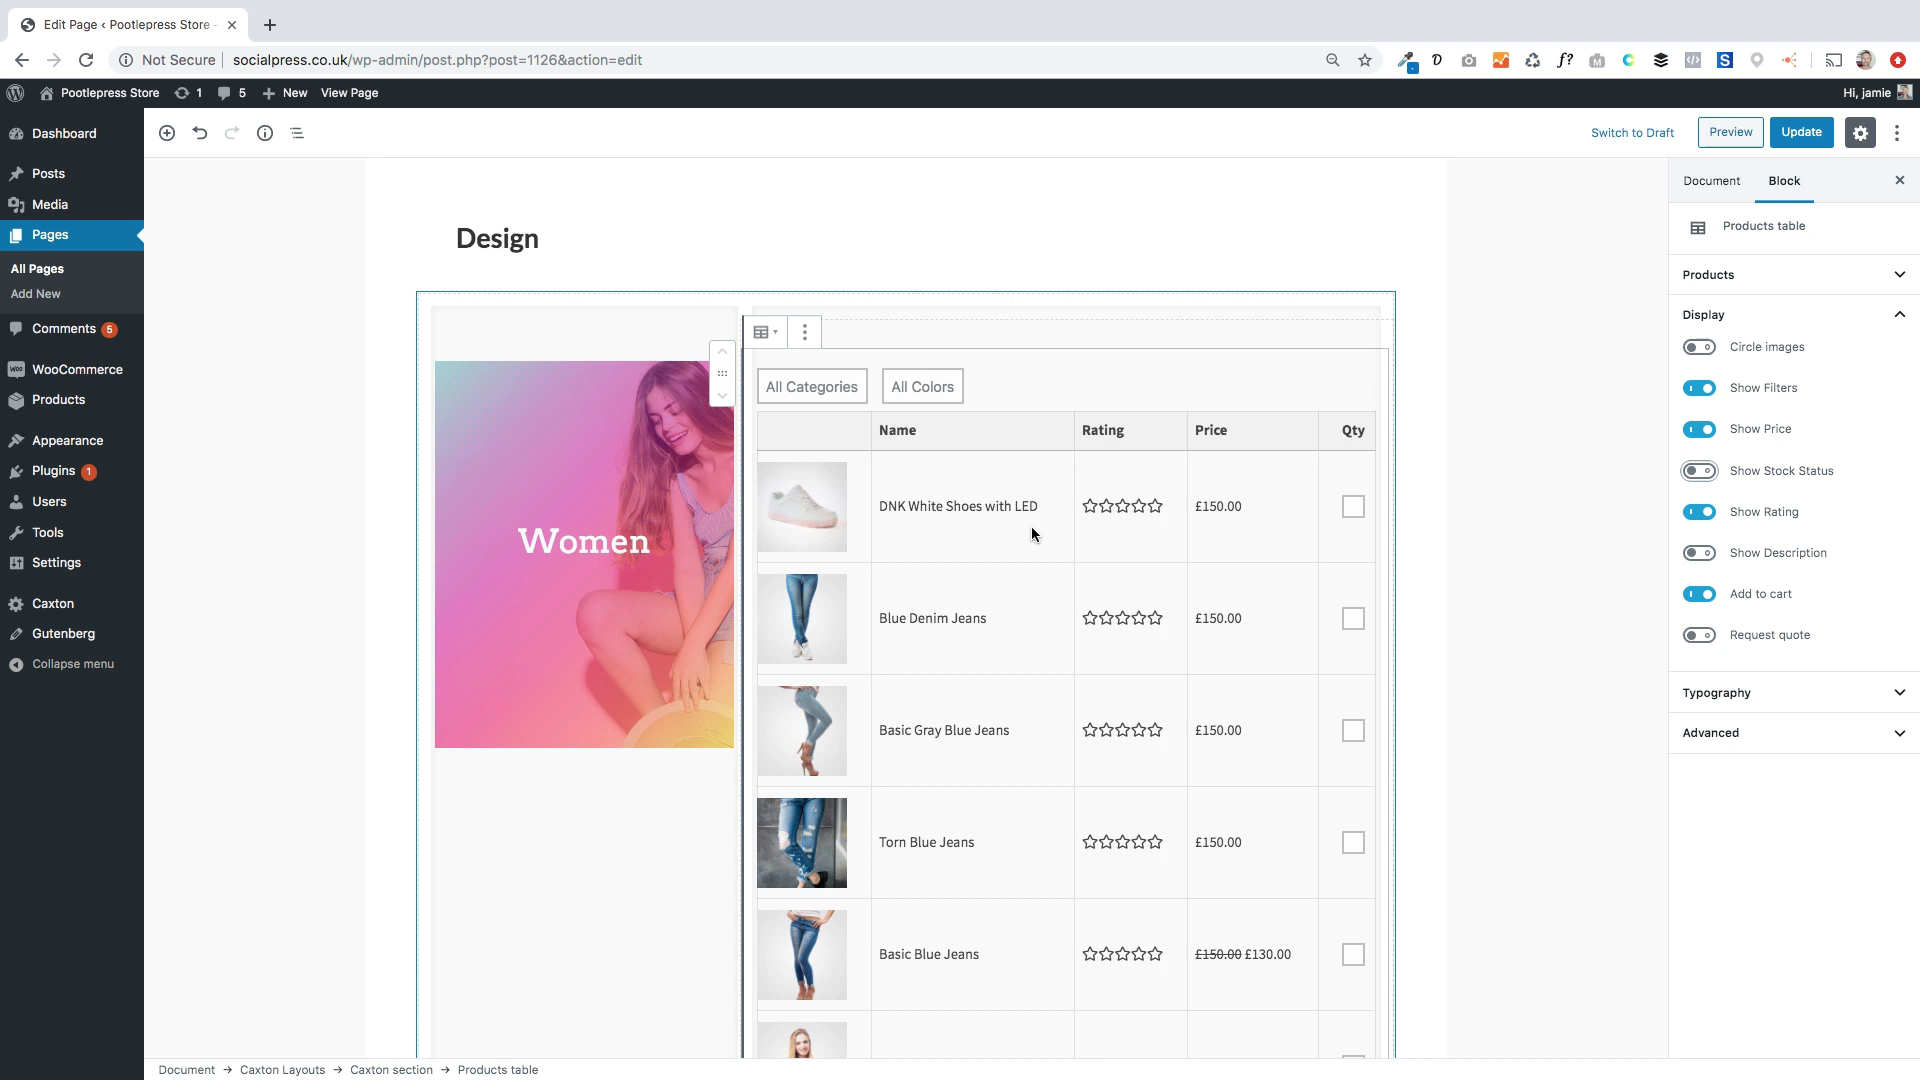 Edit Page ‹ Pootlepress Store -
Not Secure | socialpress.co.uk/wp-admin/post.php?post=1126&action=edit
Pootlepress Store 1 5 New View Page Hi, jamie
Dashboard
Posts
Media
Pages
All Pages
Add New
Comments 5
WooCommerce
Products
Appearance
Plugins 1
Users
Tools
Settings
Caxton
Gutenberg
Collapse menu
Switch to Draft Preview Update
Design
Women
All Categories All Colors
Name Rating Price Qty
DNK White Shoes with LED £150.00
Blue Denim Jeans £150.00
Basic Gray Blue Jeans £150.00
Torn Blue Jeans £150.00
Basic Blue Jeans £150.00 £130.00
Document Block
Products table
Products
Display
Circle images
Show Filters
Show Price
Show Stock Status
Show Rating
Show Description
Add to cart
Request quote
Typography
Advanced
Document → Caxton Layouts → Caxton section → Products table